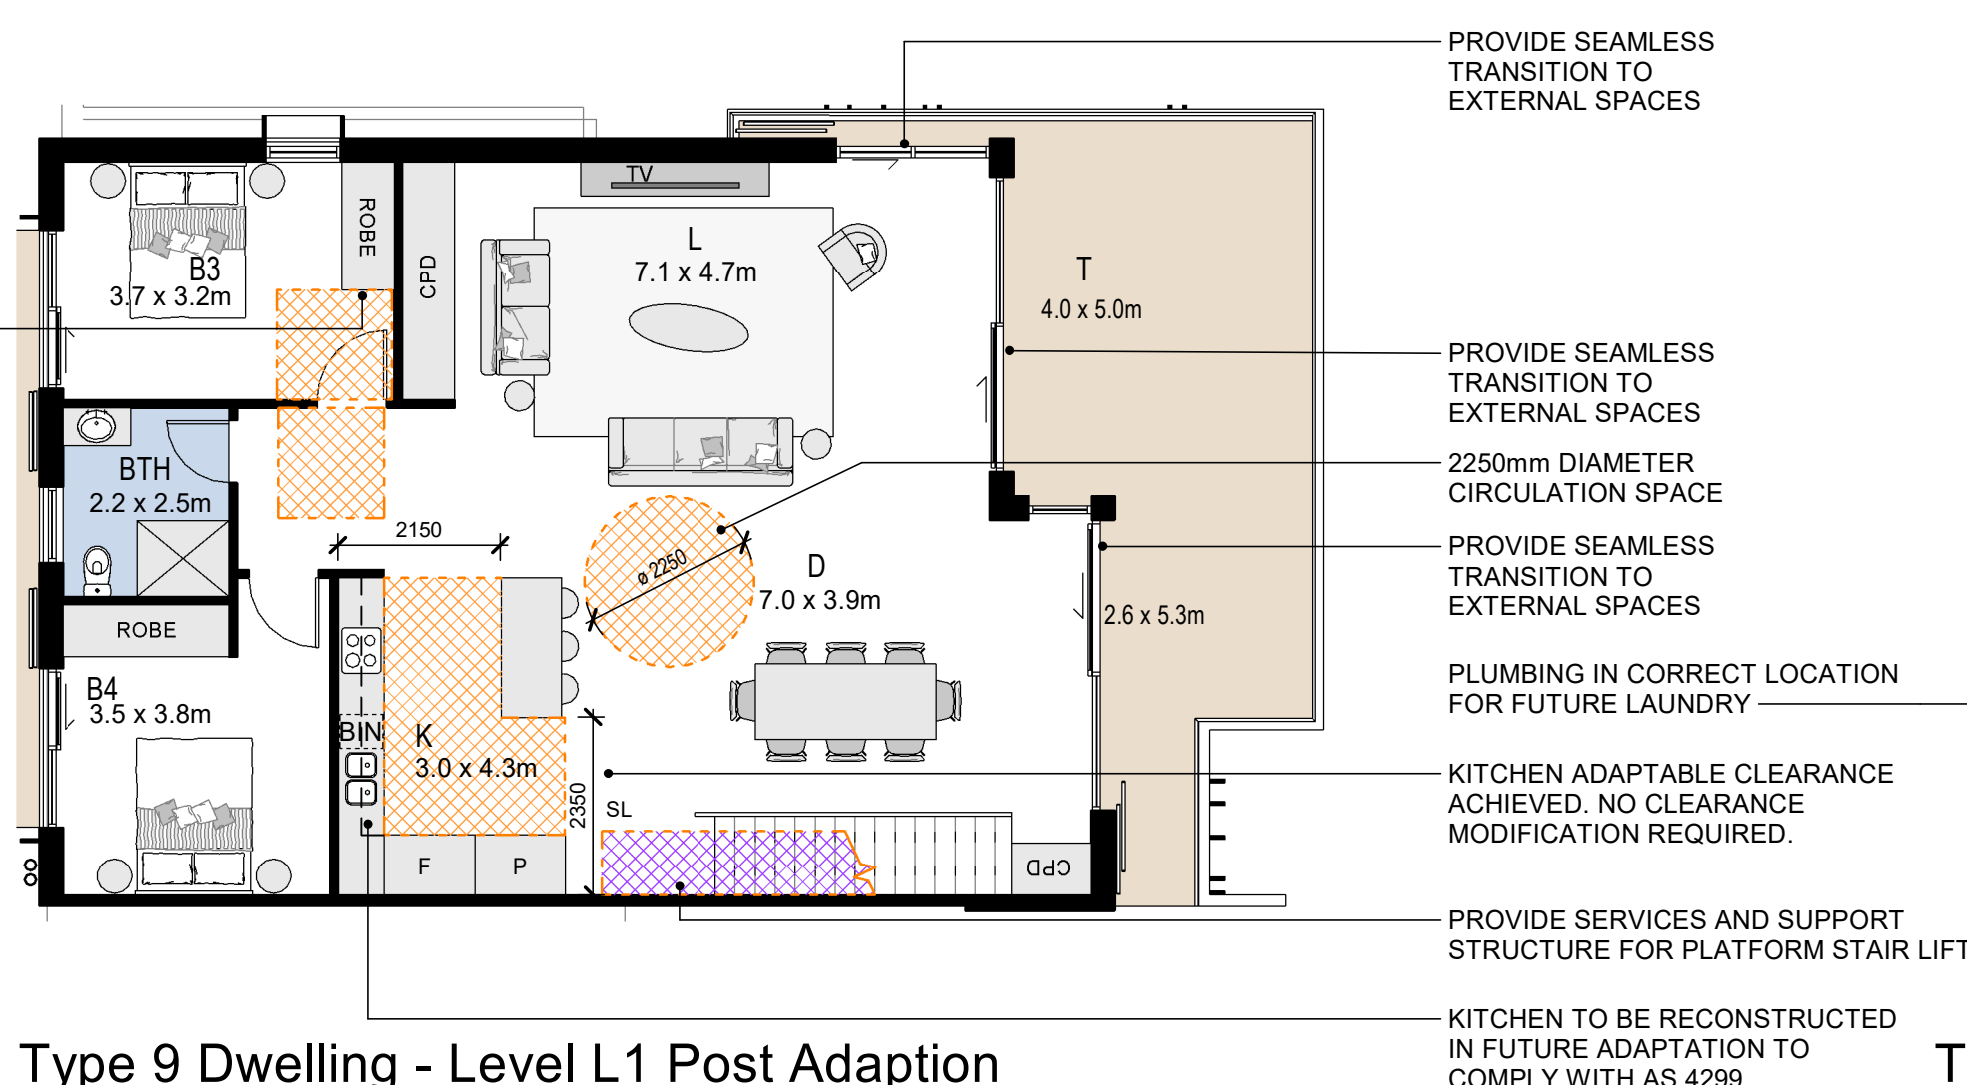 PROVIDE SEAMLESS
TRANSITION TO
EXTERNAL SPACES
TV
ROBE
CPD
L
7.1 x 4.7m
B3
3.7 x 3.2m
T
4.0 x 5.0m
PROVIDE SEAMLESS
TRANSITION TO
EXTERNAL SPACES
BTH
2.2 x 2.5m
2250mm DIAMETER
CIRCULATION SPACE
2150
ø 2250
D
7.0 x 3.9m
PROVIDE SEAMLESS
TRANSITION TO
EXTERNAL SPACES
2.6 x 5.3m
ROBE
B4
3.5 x 3.8m
PLUMBING IN CORRECT LOCATION
FOR FUTURE LAUNDRY
BIN
K
3.0 x 4.3m
2350
SL
KITCHEN ADAPTABLE CLEARANCE
ACHIEVED. NO CLEARANCE
MODIFICATION REQUIRED.
F
P
CPD
PROVIDE SERVICES AND SUPPORT
STRUCTURE FOR PLATFORM STAIR LIFT
KITCHEN TO BE RECONSTRUCTED
IN FUTURE ADAPTATION TO
COMPLY WITH AS 4299
Type 9 Dwelling - Level L1 Post Adaption
T